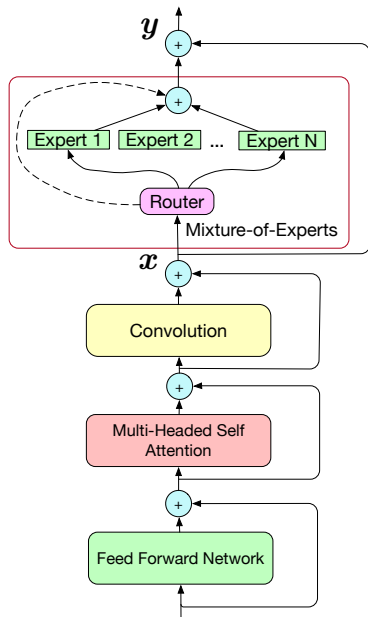 y
+
+
Expert 1 Expert 2 ... Expert N
Router
Mixture-of-Experts
x
+
Convolution
+
Multi-Headed Self
Attention
+
Feed Forward Network